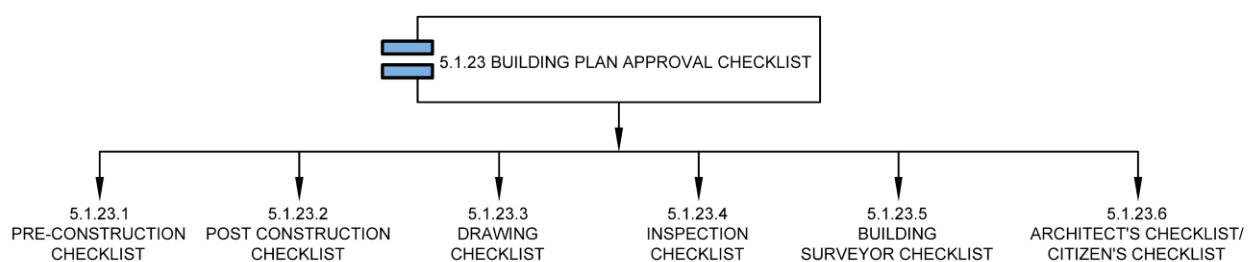 5.1.23 BUILDING PLAN APPROVAL CHECKLIST
5.1.23.1
PRE-CONSTRUCTION
CHECKLIST
5.1.23.2
POST CONSTRUCTION
CHECKLIST
5.1.23.3
DRAWING
CHECKLIST
5.1.23.4
INSPECTION
CHECKLIST
5.1.23.5
BUILDING
SURVEYOR CHECKLIST
5.1.23.6
ARCHITECT'S CHECKLIST/
CITIZEN'S CHECKLIST